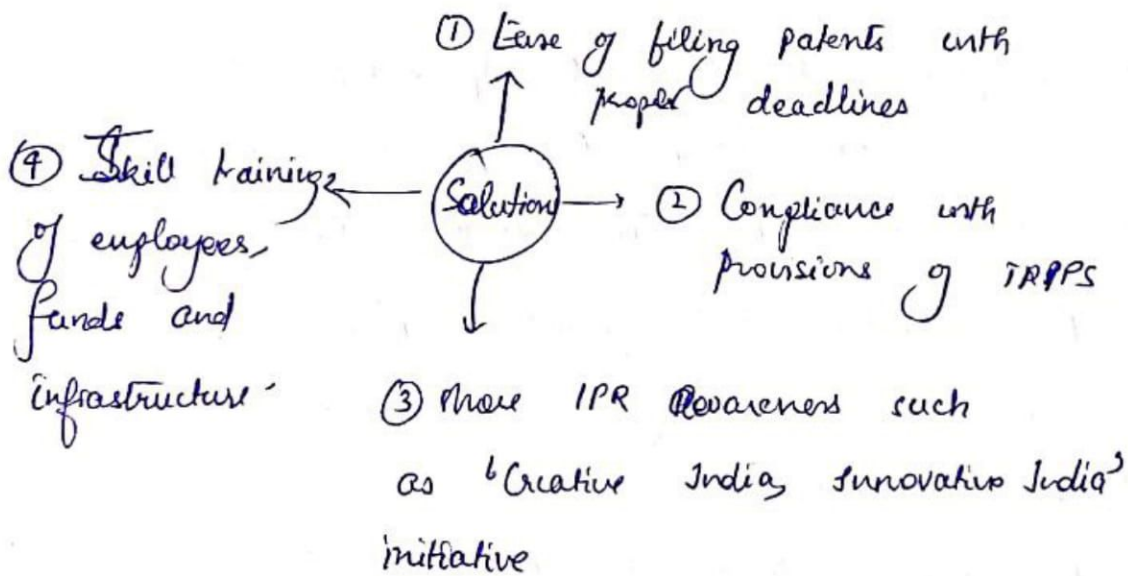 ① Ease of filing patents with
proper deadlines
Solution
② Compliance with
provisions of TRIPPS
③ More IPR Awareness such
as 'Creative India, Innovative India'
initiative
④ Skill training
of employees,
funds and
infrastructure.